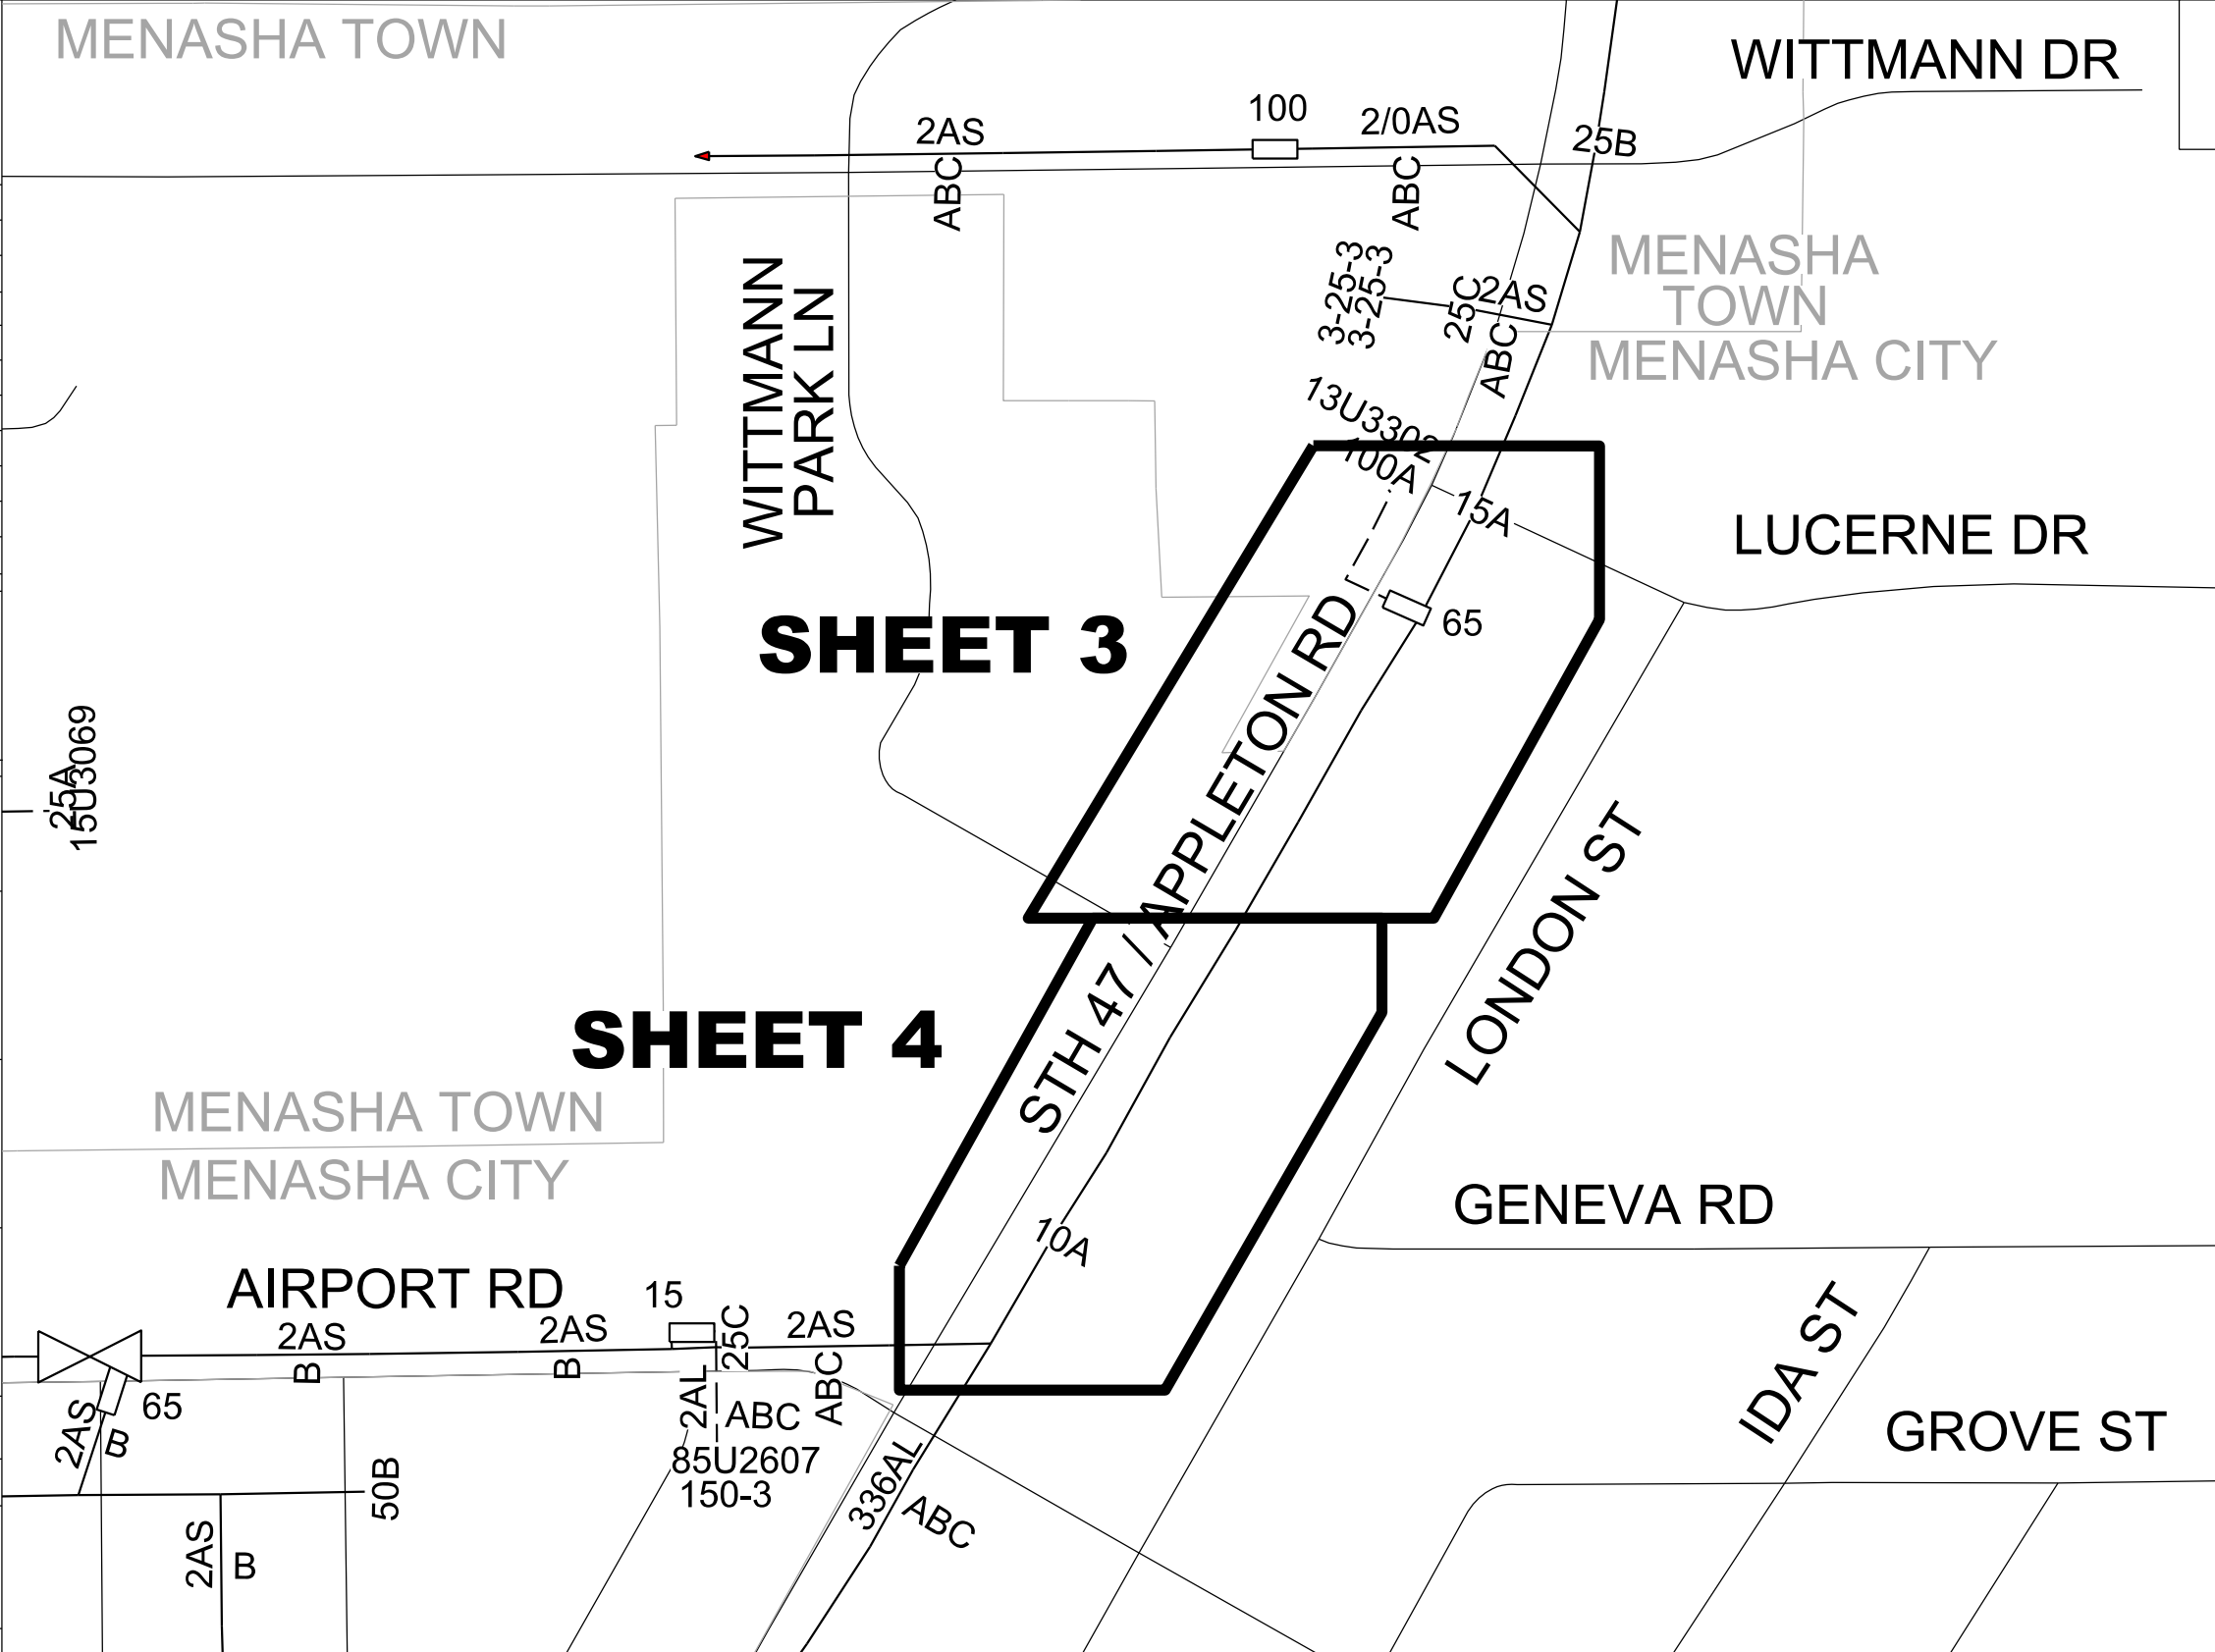 MENASHA TOWN
WITTMANN DR
100
2/0AS
2AS
25B
ABC
ABC
MENASHA
TOWN
MENASHA CITY
3-25-3
3-25-3
25C
2AS
ABC
WITTMANN
PARK LN
13U3302
100A
15A
LUCERNE DR
65
SHEET 3
STH 47 // APPLETON RD
25A
15U3069
LONDON ST
SHEET 4
MENASHA TOWN
MENASHA CITY
GENEVA RD
10A
AIRPORT RD
15
2AS
2AS
25C
2AS
B
B
ABC
65
2AS
B
2AL
ABC
85U2607
150-3
50B
336AL
ABC
2AS
B
IDA ST
GROVE ST